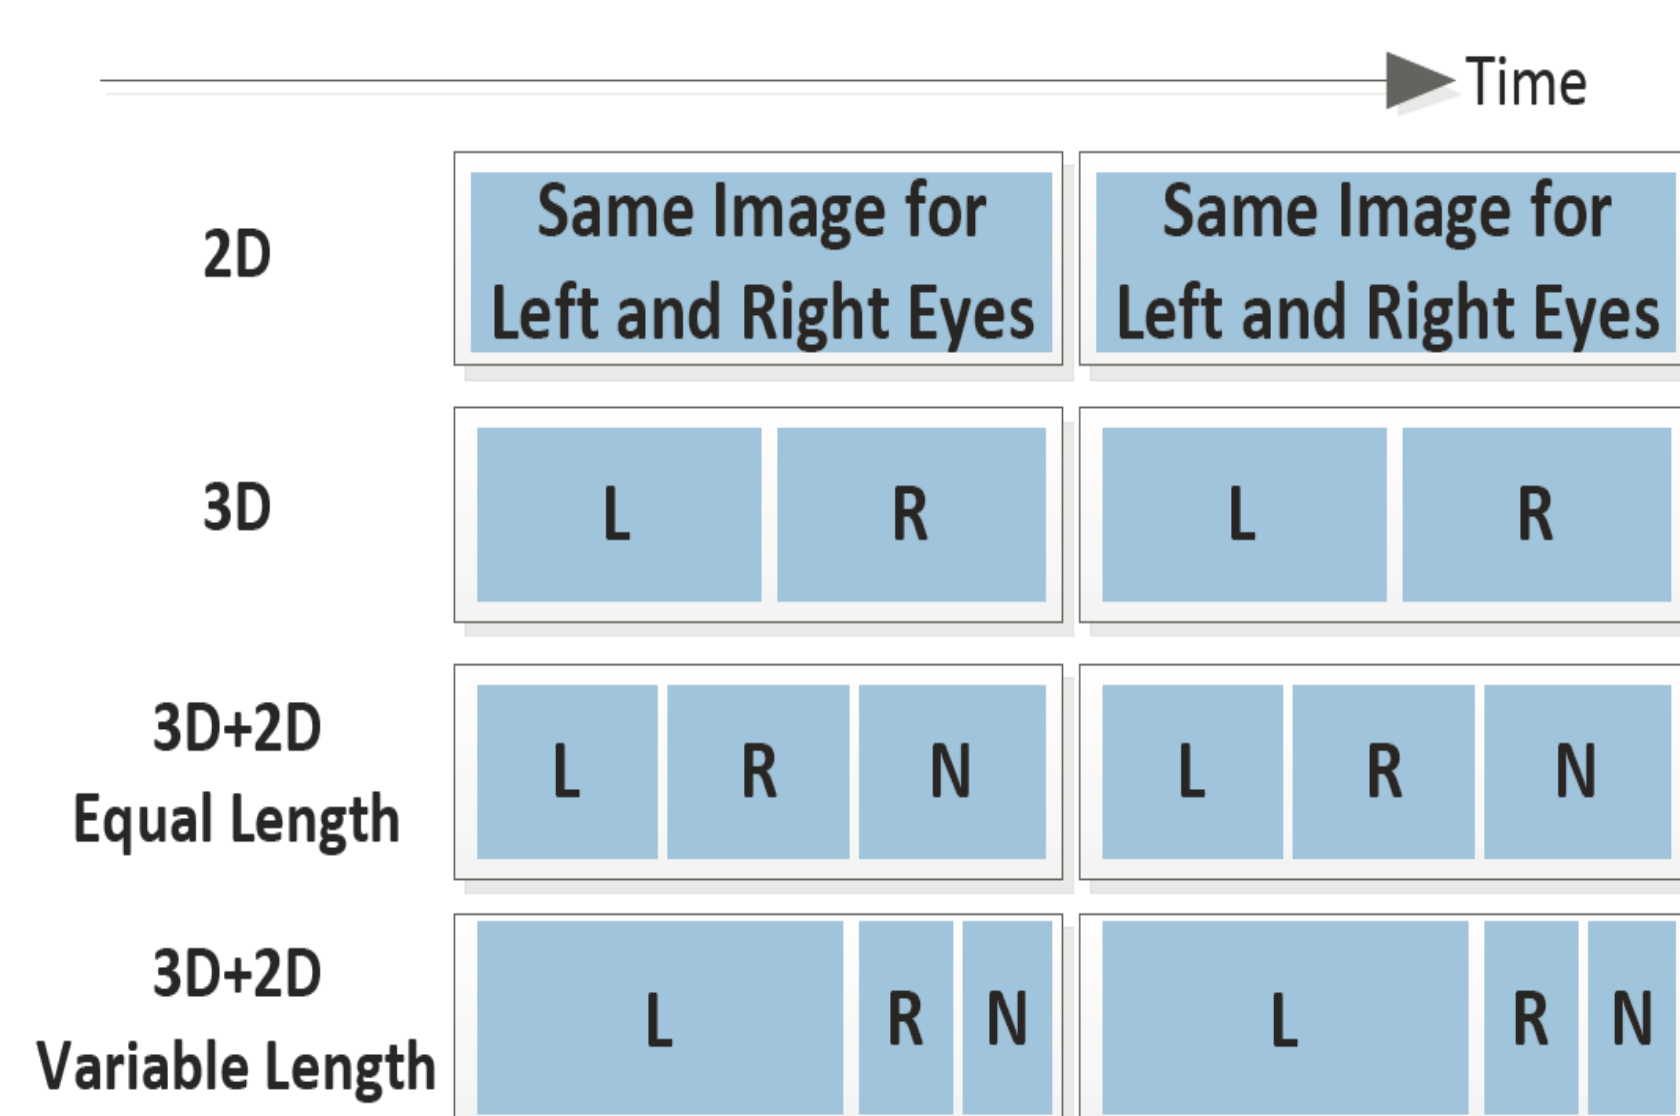 Time
2D
Same Image for
Left and Right Eyes
Same Image for
Left and Right Eyes
3D
L R L R
3D+2D
Equal Length
L R N L R N
3D+2D
Variable Length
L R N L R N